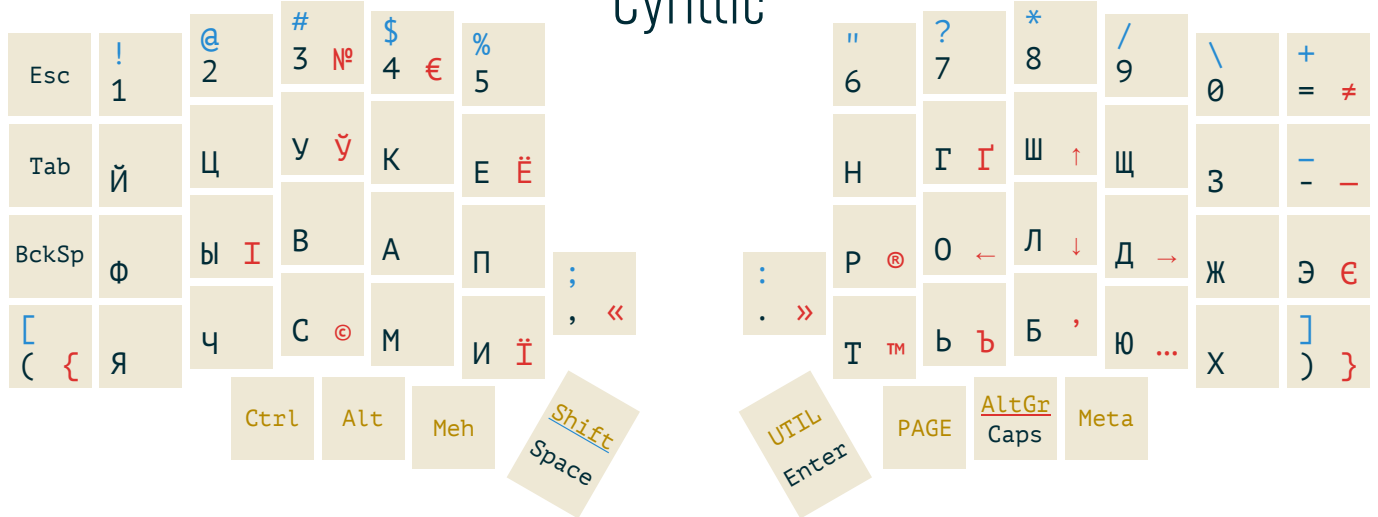 Cyrillic
! @ # $ % " ? * / \ +
Esc 1 2 3 № 4 € 5 6 7 8 9 0 = ≠
Tab Й Ц У Ў К Е Ё Н Г Ґ Ш ↑ Щ З _ - —
BckSp Ф Ы І В А П Р ® О ← Л ↓ Д → Ж Э Є
; , « : . »
[ ( { Я Ч С © М И Ї Т ™ Ь Ъ Б ’ Ю … Х ] ) }
Ctrl Alt Meh Shift Space UTIL Enter PAGE AltGr Caps Meta